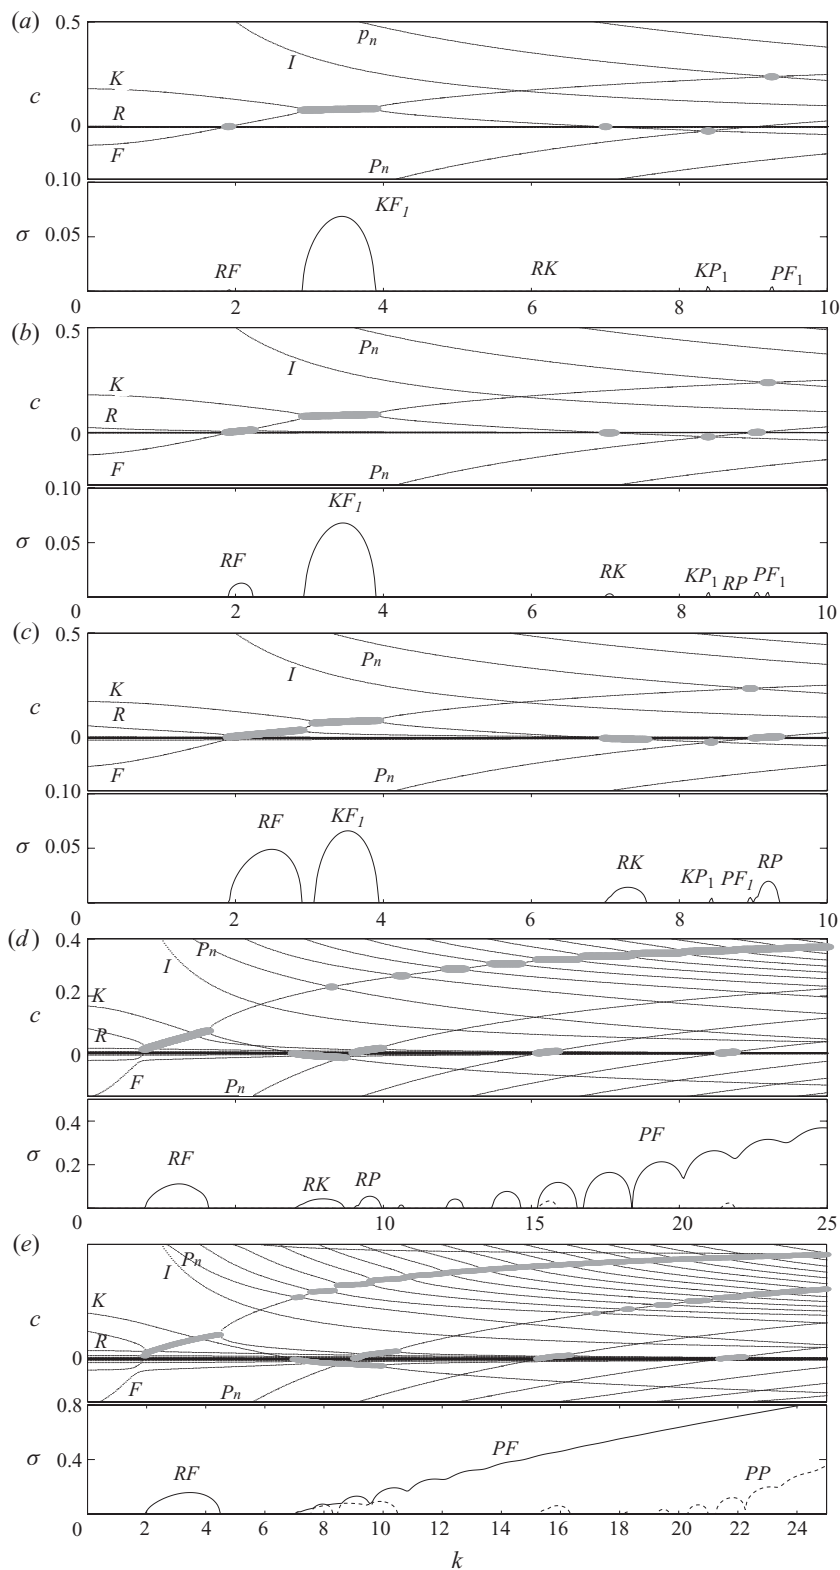 (a)
0.5
p_n
I
K
c
R
0
F
P_n
0.10
KF_1
σ 0.05
RF
RK
KP_1
PF_1
0 2 4 6 8 10
(b)
0.5
P_n
I
K
c
R
0
F
P_n
0.10
KF_1
σ 0.05
RF
RK
KP_1
RP
PF_1
0 2 4 6 8 10
(c)
0.5
P_n
I
K
c
R
0
F
P_n
0.10
RF
KF_1
σ 0.05
RK
KP_1
PF_1
RP
0 2 4 6 8 10
(d)
0.4
P_n
I
0.2
K
c
R
0
F
P_n
0.4
PF
σ
RF
0.2
RK
RP
0 10 15 20 25
(e)
P_n
I
K
c
R
0
F
P_n
0.8
PF
σ 0.4
RF
PP
0 2 4 6 8 10 12 14 16 18 20 22 24
k